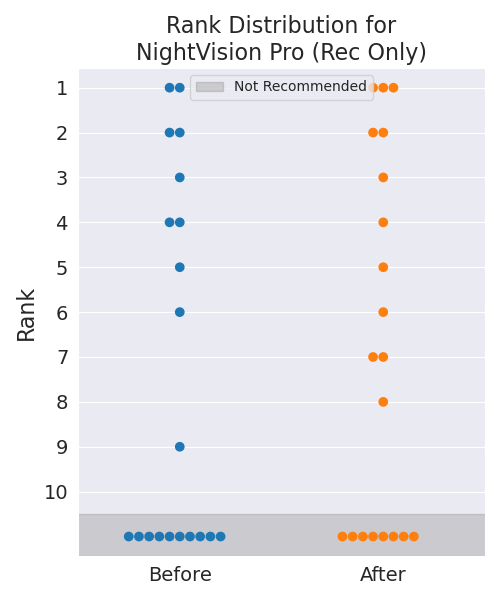 Rank Distribution for
NightVision Pro (Rec Only)
Not Recommended
Rank
1
2
3
4
5
6
7
8
9
10
Before
After